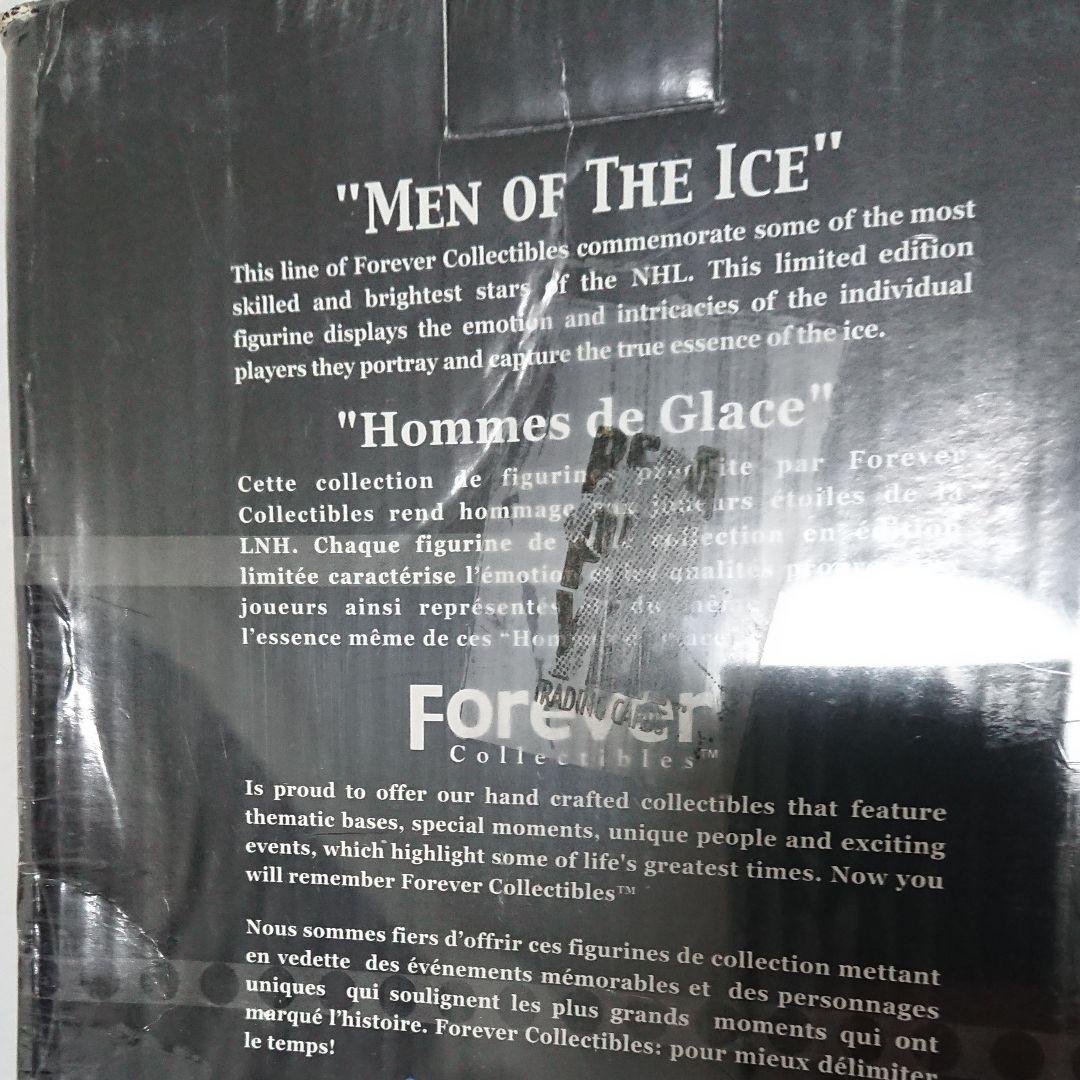 "MEN OF THE ICE"
This line of Forever Collectibles commemorate some of the most
skilled and brightest stars of the NHL. This limited edition
figurine displays the emotion and intricacies of the individual
players they portray and capture the true essence of the ice.
"Hommes de Glace"
Cette collection de figurines produite par Forever
Collectibles rend hommage aux joueurs étoiles de la
LNH. Chaque figurine de collection en édition
limitée caractérise l'émotion et les qualités
joueurs ainsi représentés
l'essence même de ces "Hommes de Glace"
TRADING CARDS
Forever
Collectibles™
Is proud to offer our hand crafted collectibles that feature
thematic bases, special moments, unique people and exciting
events, which highlight some of life's greatest times. Now you
will remember Forever Collectibles™
Nous sommes fiers d'offrir ces figurines de collection mettant
en vedette des événements mémorables et des personnages
uniques qui soulignent les plus grands moments qui ont
marqué l'histoire. Forever Collectibles: pour mieux délimiter
le temps!